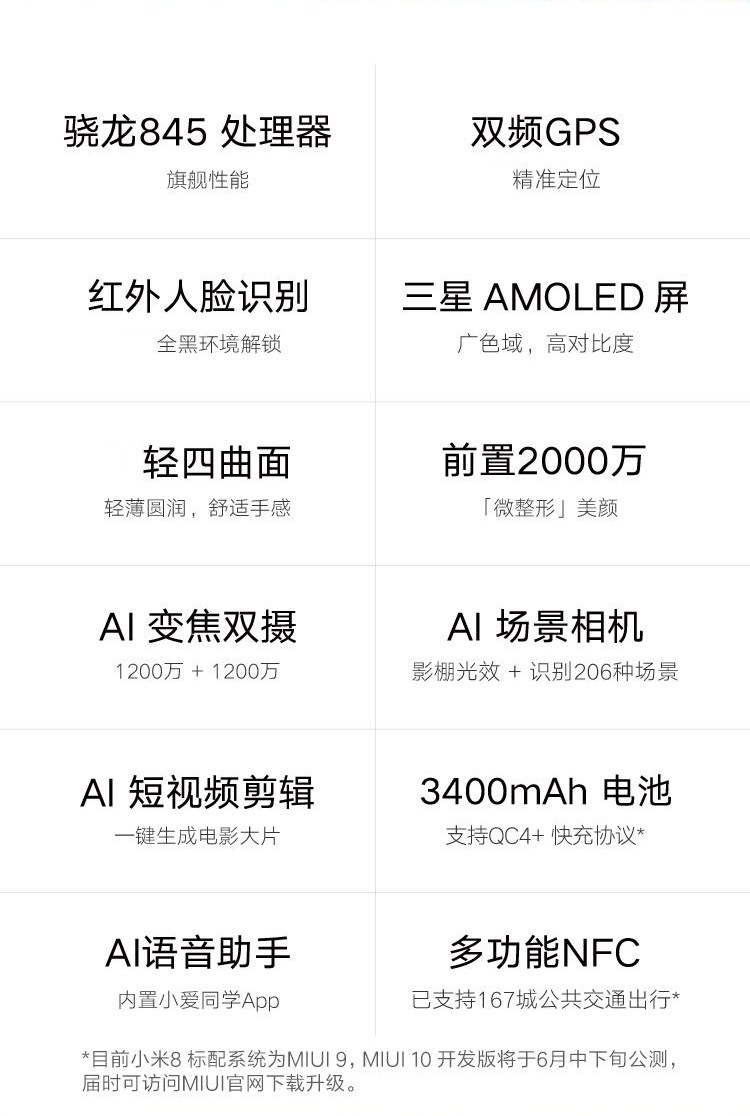 骁龙845 处理器
旗舰性能
双频GPS
精准定位
红外人脸识别
全黑环境解锁
三星 AMOLED 屏
广色域，高对比度
轻四曲面
轻薄圆润，舒适手感
前置2000万
「微整形」美颜
AI 变焦双摄
1200万 + 1200万
AI 场景相机
影棚光效 + 识别206种场景
AI 短视频剪辑
一键生成电影大片
3400mAh 电池
支持QC4+ 快充协议*
AI语音助手
内置小爱同学App
多功能NFC
已支持167城公共交通出行*
*目前小米8 标配系统为MIUI 9，MIUI 10 开发版将于6月中下旬公测，
届时可访问MIUI官网下载升级。